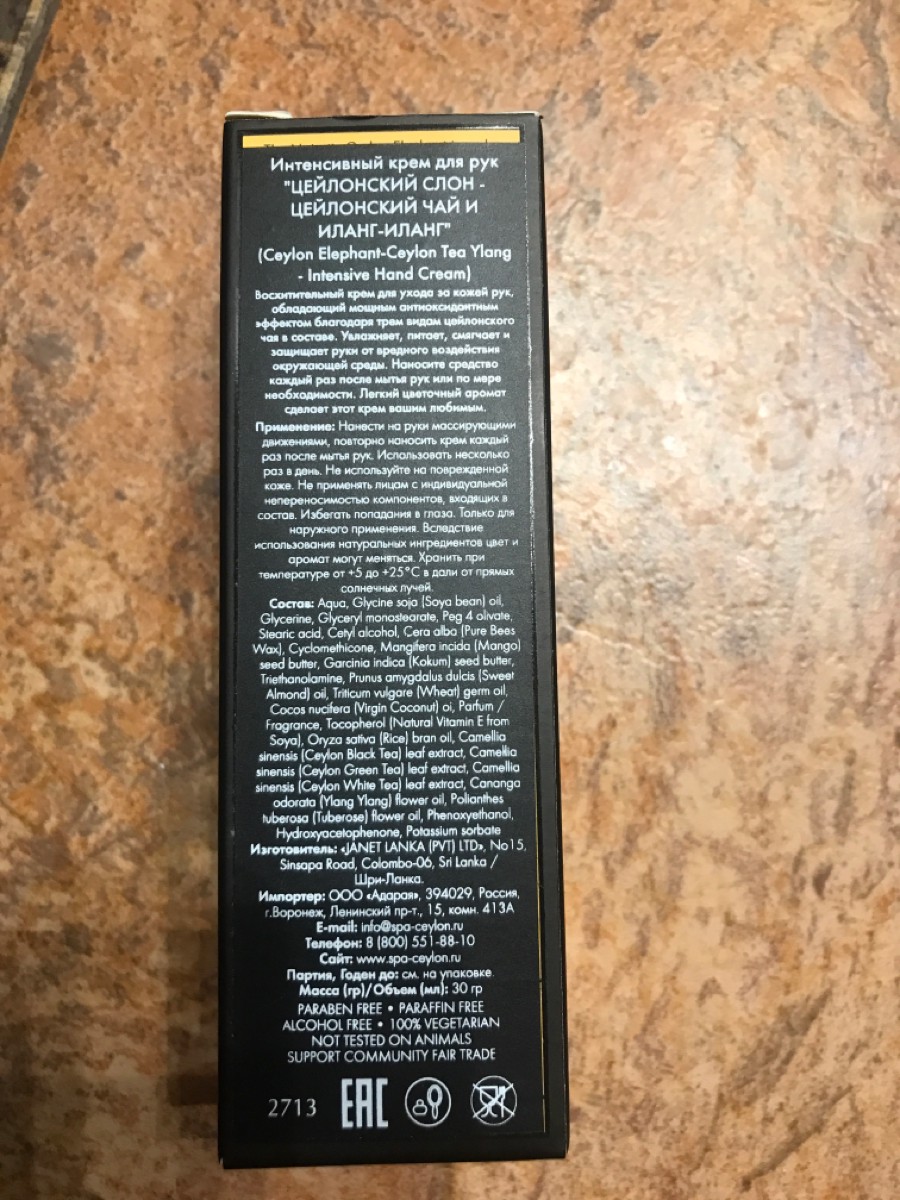 Интенсивный крем для рук
"ЦЕЙЛОНСКИЙ СЛОН -
ЦЕЙЛОНСКИЙ ЧАЙ И
ИЛАНГ-ИЛАНГ"
(Ceylon Elephant-Ceylon Tea Ylang
- Intensive Hand Cream)
Восхитительный крем для ухода за кожей рук,
обладающий мощным антиоксидантным
эффектом благодаря трем видам цейлонского
чая в составе. Увлажняет, питает, смягчает и
защищает руки от вредного воздействия
окружающей среды. Наносите средство
каждый раз после мытья рук или по мере
необходимости. Легкий цветочный аромат
сделает этот крем вашим любимым.
Применение: Нанести на руки массирующими
движениями, повторно наносить крем каждый
раз после мытья рук. Использовать несколько
раз в день. Не используйте на поврежденной
коже. Не применять лицам с индивидуальной
непереносимостью компонентов, входящих в
состав. Избегать попадания в глаза. Только для
наружного применения. Вследствие
использования натуральных ингредиентов цвет и
аромат могут меняться. Хранить при
температуре от +5 до +25°С в дали от прямых
солнечных лучей.
Состав: Aqua, Glycine soja (Soya bean) oil,
Glycerine, Glyceryl monostearate, Peg 4 olivate,
Stearic acid, Cetyl alcohol, Cera alba (Pure Bees
Wax), Cyclomethicone, Mangifera incida (Mango)
seed butter, Garcinia indica (Kokum) seed butter,
Triethanolamine, Prunus amygdalus dulcis (Sweet
Almond) oil, Triticum vulgare (Wheat) germ oil,
Cocos nucifera (Virgin Coconut) oi, Parfum /
Fragrance, Tocopherol (Natural Vitamin E from
Soya), Oryza sativa (Rice) bran oil, Camellia
sinensis (Ceylon Black Tea) leaf extract, Camellia
sinensis (Ceylon Green Tea) leaf extract, Camellia
sinensis (Ceylon White Tea) leaf extract, Cananga
odorata (Ylang Ylang) flower oil, Polianthes
tuberosa (Tuberose) flower oil, Phenoxyethanol,
Hydroxyacetophenone, Potassium sorbate
Изготовитель: «JANET LANKA (PVT) LTD», No15,
Sinsapa Road, Colombo-06, Sri Lanka /
Шри-Ланка.
Импортер: ООО «Адарая», 394029, Россия,
г.Воронеж, Ленинский пр-т., 15, комн. 413А
E-mail: info@spa-ceylon.ru
Телефон: 8 (800) 551-88-10
Сайт: www.spa-ceylon.ru
Партия, Годен до: см. на упаковке.
Масса (гр)/Объем (мл): 30 гр
PARABEN FREE • PARAFFIN FREE
ALCOHOL FREE • 100% VEGETARIAN
NOT TESTED ON ANIMALS
SUPPORT COMMUNITY FAIR TRADE
2713 EAC